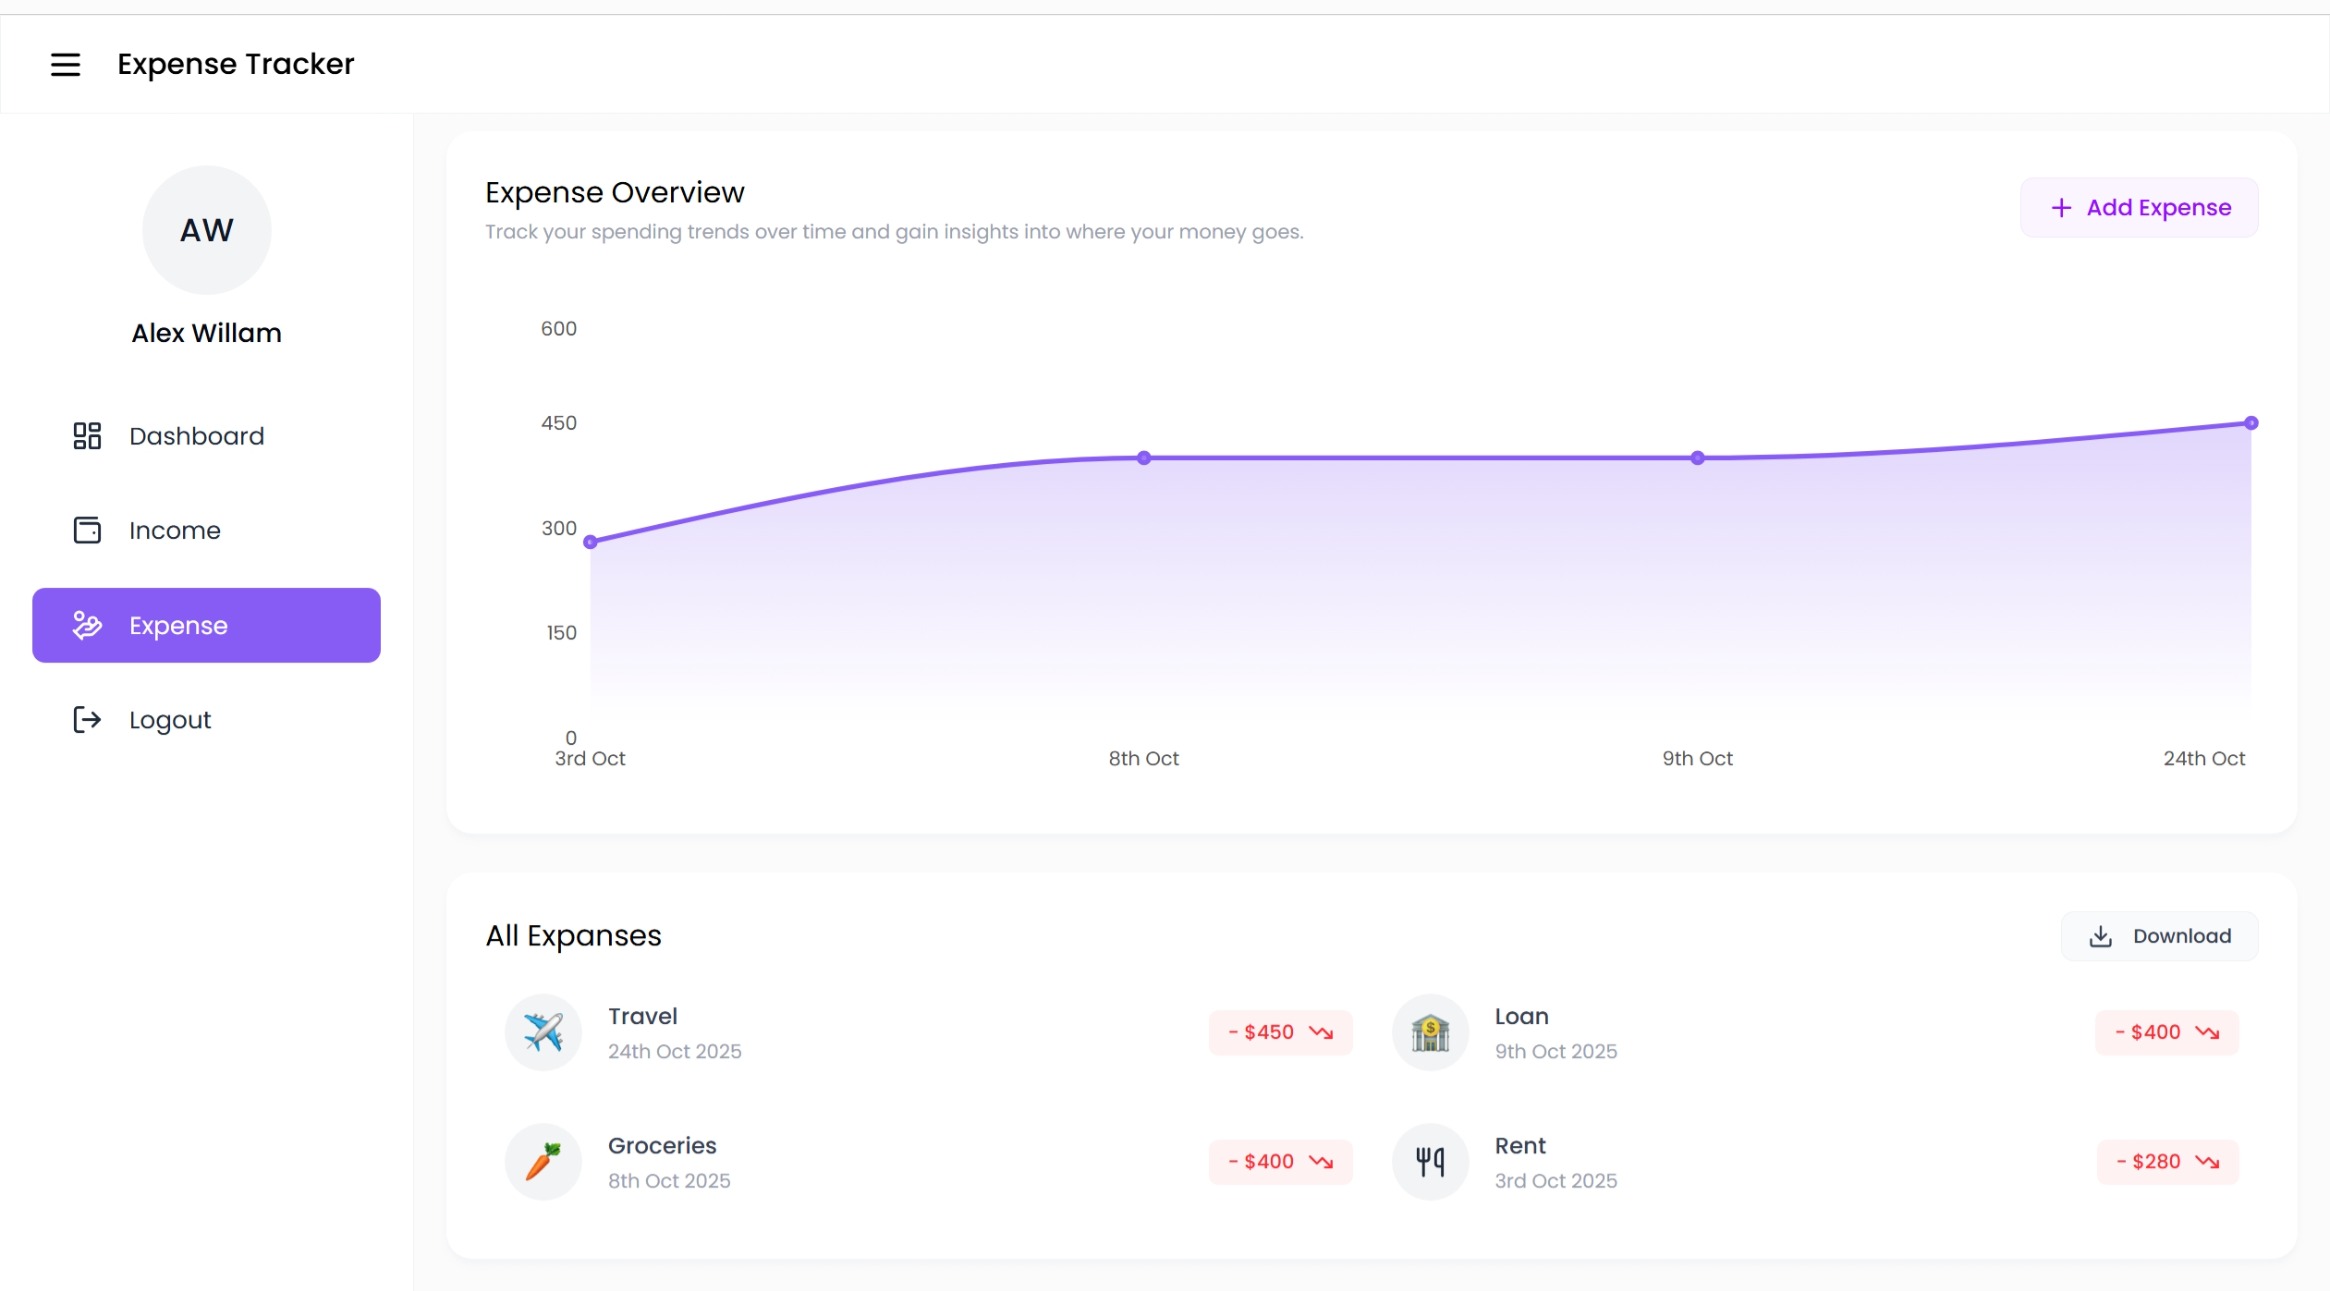 Expense Tracker
AW
Alex Willam
Dashboard
Income
Expense
Logout
Expense Overview
Track your spending trends over time and gain insights into where your money goes.
+ Add Expense
600
450
300
150
0
3rd Oct
8th Oct
9th Oct
24th Oct
All Expanses
Download
Travel
24th Oct 2025
- $450
Loan
9th Oct 2025
- $400
Groceries
8th Oct 2025
- $400
Rent
3rd Oct 2025
- $280